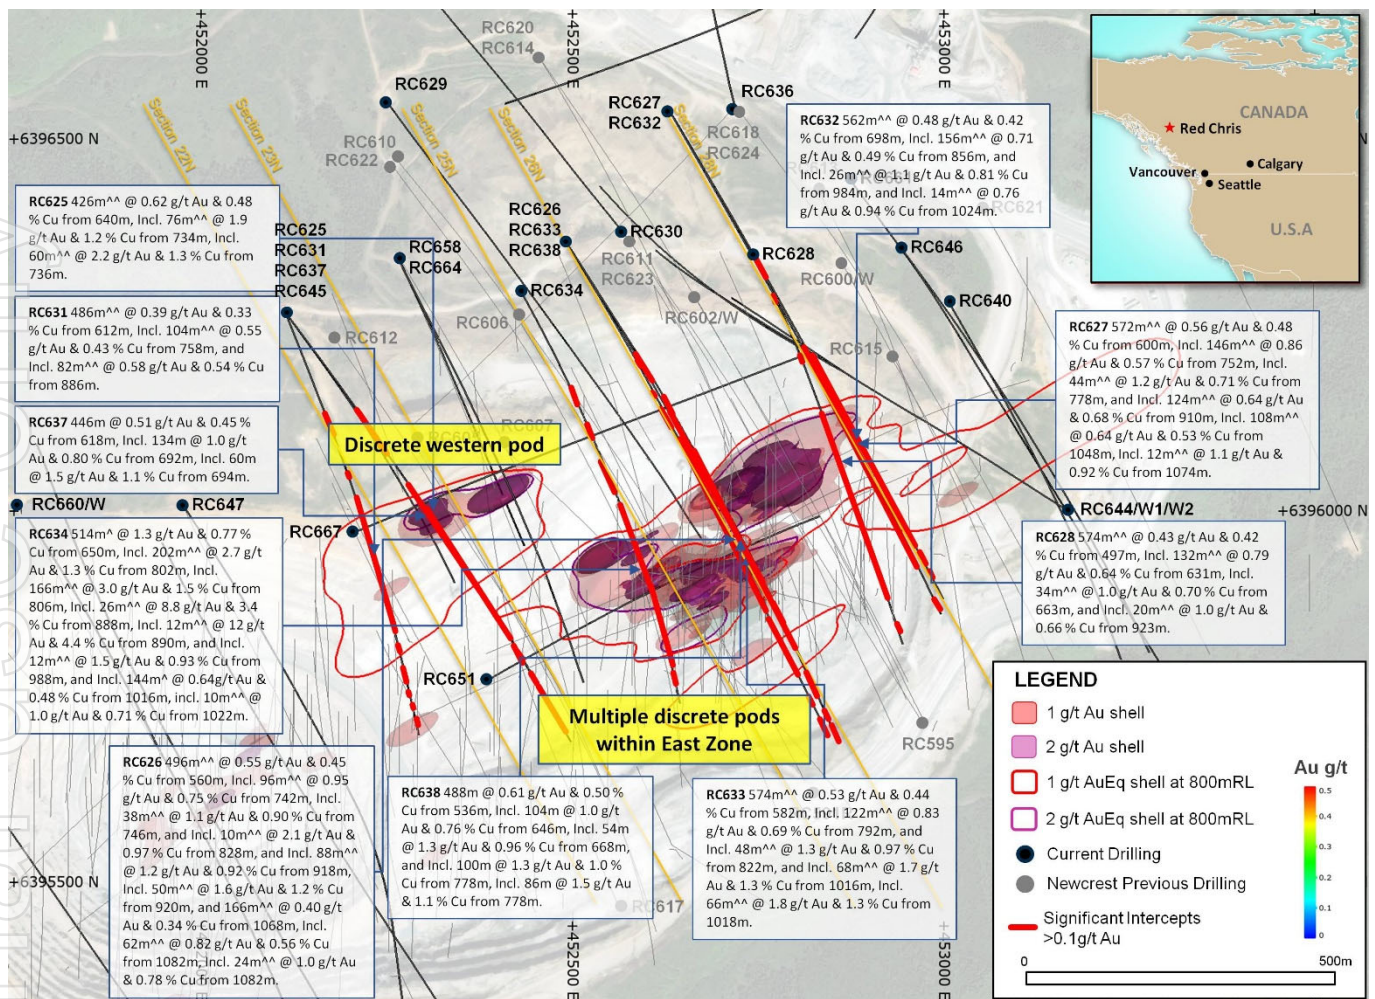 RC620
RC614
+452000 E
+452500 E
+453000 E
RC629
RC627
RC632
RC636
RC618
RC624
RC610
RC622
+6396500 N
Section 22N
Section 23N
Section 25N
Section 26N
RC632 562m^^ @ 0.48 g/t Au & 0.42
% Cu from 698m, Incl. 156m^^ @ 0.71
g/t Au & 0.49 % Cu from 856m, and
Incl. 26m^^ @ 1.1 g/t Au & 0.81 % Cu
from 984m, and Incl. 14m^^ @ 0.76
g/t Au & 0.94 % Cu from 1024m.
RC621
CANADA
Red Chris
Vancouver
Calgary
Seattle
U.S.A
RC625 426m^^ @ 0.62 g/t Au & 0.48
% Cu from 640m, Incl. 76m^^ @ 1.9
g/t Au & 1.2 % Cu from 734m, Incl.
60m^^ @ 2.2 g/t Au & 1.3 % Cu from
736m.
RC625
RC631
RC637
RC645
RC658
RC664
RC626
RC633
RC638
RC630
RC611
RC623
RC628
RC600/W
RC646
RC640
RC634
RC606
RC602/W
RC612
RC615
RC631 486m^^ @ 0.39 g/t Au & 0.33
% Cu from 612m, Incl. 104m^^ @ 0.55
g/t Au & 0.43 % Cu from 758m, and
Incl. 82m^^ @ 0.58 g/t Au & 0.54 % Cu
from 886m.
RC627 572m^^ @ 0.56 g/t Au & 0.48
% Cu from 600m, Incl. 146m^^ @ 0.86
g/t Au & 0.57 % Cu from 752m, Incl.
44m^^ @ 1.2 g/t Au & 0.71 % Cu from
778m, and Incl. 124m^^ @ 0.64 g/t Au
& 0.68 % Cu from 910m, Incl. 108m^^
@ 0.64 g/t Au & 0.53 % Cu from
1048m, Incl. 12m^^ @ 1.1 g/t Au &
0.92 % Cu from 1074m.
RC637 446m @ 0.51 g/t Au & 0.45 %
Cu from 618m, Incl. 134m @ 1.0 g/t
Au & 0.80 % Cu from 692m, Incl. 60m
@ 1.5 g/t Au & 1.1 % Cu from 694m.
Discrete western pod
RC660/W
RC647
RC667
RC644/W1/W2
+6396000 N
RC634 514m^ @ 1.3 g/t Au & 0.77 %
Cu from 650m, Incl. 202m^^ @ 2.7 g/t
Au & 1.3 % Cu from 802m, Incl.
166m^^ @ 3.0 g/t Au & 1.5 % Cu from
806m, Incl. 26m^^ @ 8.8 g/t Au & 3.4
% Cu from 888m, Incl. 12m^^ @ 12 g/t
Au & 4.4 % Cu from 890m, and Incl.
12m^^ @ 1.5 g/t Au & 0.93 % Cu from
988m, and Incl. 144m^ @ 0.64g/t Au &
0.48 % Cu from 1016m, incl. 10m^^ @
1.0 g/t Au & 0.71 % Cu from 1022m.
RC628 574m^^ @ 0.43 g/t Au & 0.42
% Cu from 497m, Incl. 132m^^ @ 0.79
g/t Au & 0.64 % Cu from 631m, Incl.
34m^^ @ 1.0 g/t Au & 0.70 % Cu from
663m, and Incl. 20m^^ @ 1.0 g/t Au &
0.66 % Cu from 923m.
RC651
Multiple discrete pods
within East Zone
RC595
RC626 496m^^ @ 0.55 g/t Au & 0.45
% Cu from 560m, Incl. 96m^^ @ 0.95
g/t Au & 0.75 % Cu from 742m, Incl.
38m^^ @ 1.1 g/t Au & 0.90 % Cu from
746m, and Incl. 10m^^ @ 2.1 g/t Au &
0.97 % Cu from 828m, and Incl. 88m^^
@ 1.2 g/t Au & 0.92 % Cu from 918m,
Incl. 50m^^ @ 1.6 g/t Au & 1.2 % Cu
from 920m, and 166m^^ @ 0.40 g/t
Au & 0.34 % Cu from 1068m, Incl.
62m^^ @ 0.82 g/t Au & 0.56 % Cu
from 1082m, Incl. 24m^^ @ 1.0 g/t Au
& 0.78 % Cu from 1082m.
RC638 488m @ 0.61 g/t Au & 0.50 %
Cu from 536m, Incl. 104m @ 1.0 g/t
Au & 0.76 % Cu from 646m, Incl. 54m
@ 1.3 g/t Au & 0.96 % Cu from 668m,
and Incl. 100m @ 1.3 g/t Au & 1.0 %
Cu from 778m, Incl. 86m @ 1.5 g/t Au
& 1.1 % Cu from 778m.
RC617
RC633 574m^^ @ 0.53 g/t Au & 0.44
% Cu from 582m, Incl. 122m^^ @ 0.83
g/t Au & 0.69 % Cu from 792m, and
Incl. 48m^^ @ 1.3 g/t Au & 0.97 % Cu
from 822m, and Incl. 68m^^ @ 1.7 g/t
Au & 1.3 % Cu from 1016m, Incl.
66m^^ @ 1.8 g/t Au & 1.3 % Cu from
1018m.
+6395500 N
+452500 E
+453000 E
LEGEND
1 g/t Au shell
2 g/t Au shell
1 g/t AuEq shell at 800mRL
2 g/t AuEq shell at 800mRL
Current Drilling
Newcrest Previous Drilling
Significant Intercepts
>0.1g/t Au
Au g/t
0.5
0.4
0.3
0.2
0.1
0
0
500m